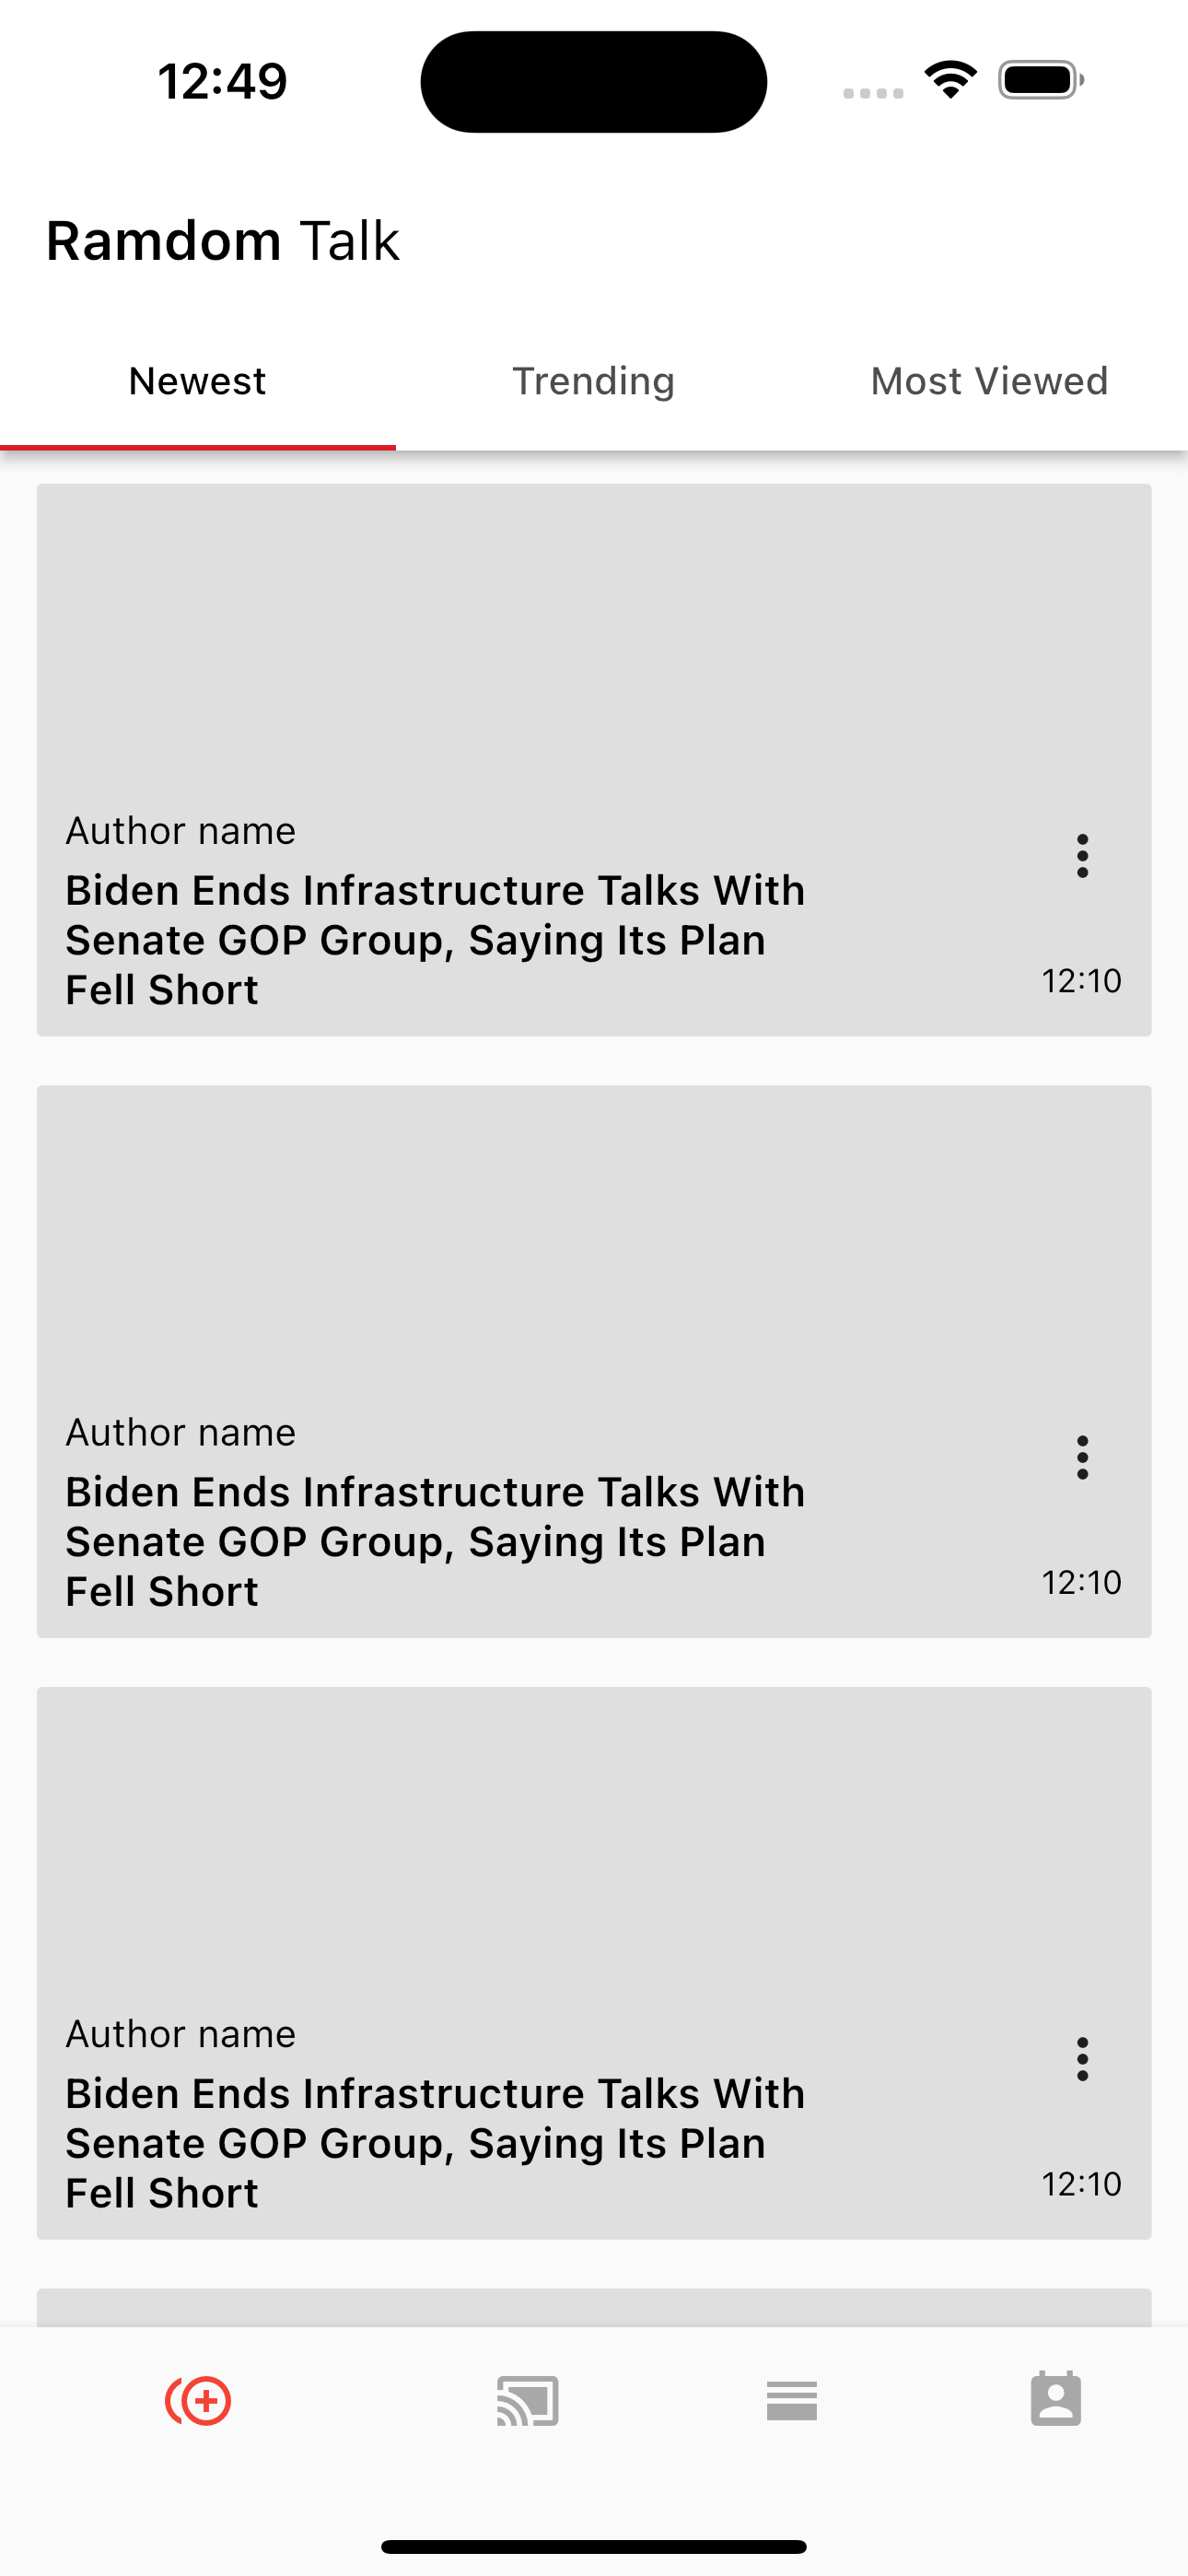 12:49
Ramdom Talk
Newest Trending Most Viewed
Author name
Biden Ends Infrastructure Talks With
Senate GOP Group, Saying Its Plan
Fell Short
12:10
Author name
Biden Ends Infrastructure Talks With
Senate GOP Group, Saying Its Plan
Fell Short
12:10
Author name
Biden Ends Infrastructure Talks With
Senate GOP Group, Saying Its Plan
Fell Short
12:10